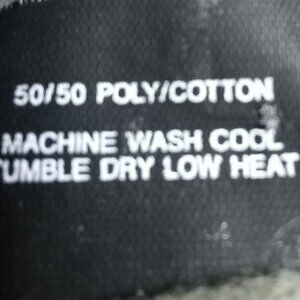 50/50 POLY/COTTON
MACHINE WASH COOL
TUMBLE DRY LOW HEAT